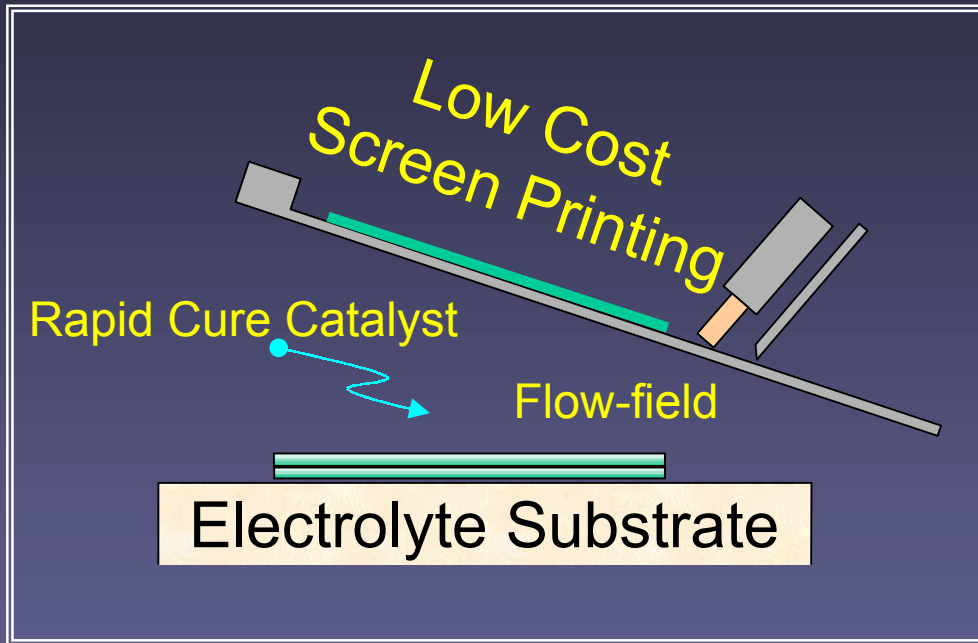 Low Cost
Screen Printing
Rapid Cure Catalyst
Flow-field
Electrolyte Substrate